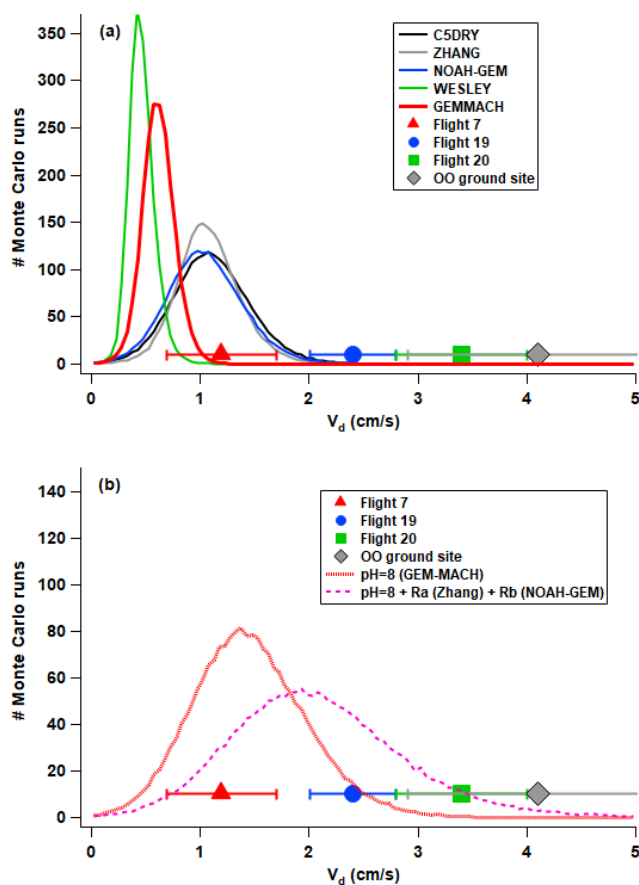 (a)
350
300
250
200
150
100
50
0
# Monte Carlo runs
C5DRY
ZHANG
NOAH-GEM
WESLEY
GEMMACH
Flight 7
Flight 19
Flight 20
OO ground site
0 1 2 3 4 5
Vd (cm/s)
(b)
140
120
100
80
60
40
20
0
# Monte Carlo runs
Flight 7
Flight 19
Flight 20
OO ground site
pH=8 (GEM-MACH)
pH=8 + Ra (Zhang) + Rb (NOAH-GEM)
0 1 2 3 4 5
Vd (cm/s)